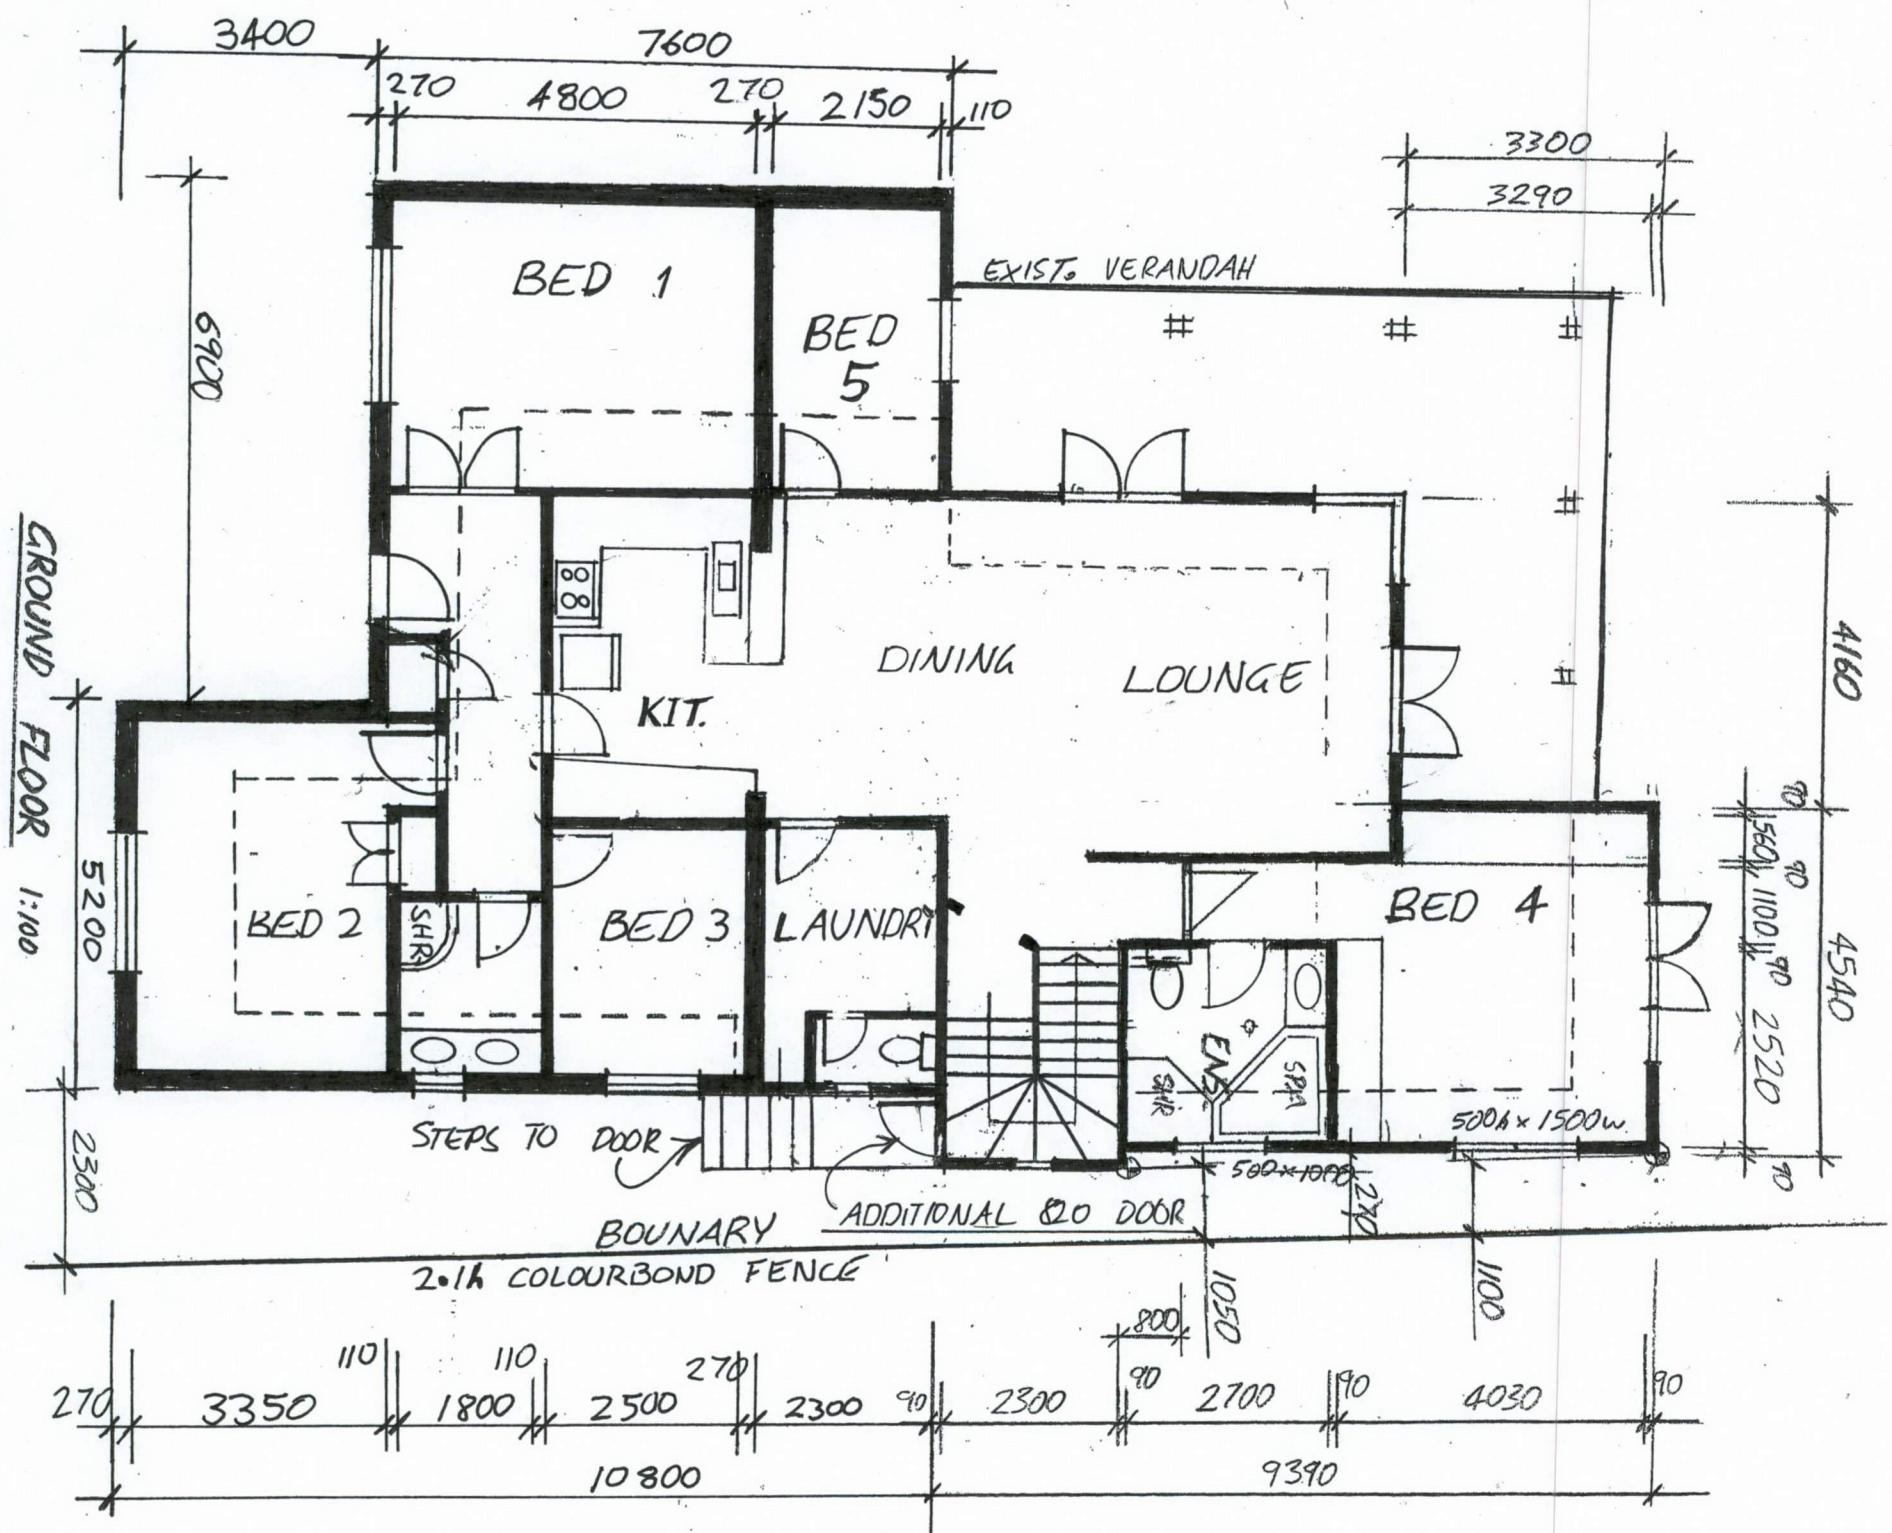 3400
7600
270
4800
270
2150
110
3300
3290
EXIST. VERANDAH
BED 1
BED
5
6900
GROUND FLOOR 1:100
DINING
LOUNGE
KIT.
4160
90
560
90
1100
90
2520
90
4540
5200
BED 2
SHR
BED 3
LAUNDRY
BED 4
ENS
SHR
SPA
500h x 1500w
STEPS TO DOOR
500x1000
270
2300
ADDITIONAL 820 DOOR
BOUNARY
2.1h COLOURBOND FENCE
1050
1100
800
270
3350
110
1800
110
2500
270
2300
90
2300
90
2700
90
4030
90
10800
9390